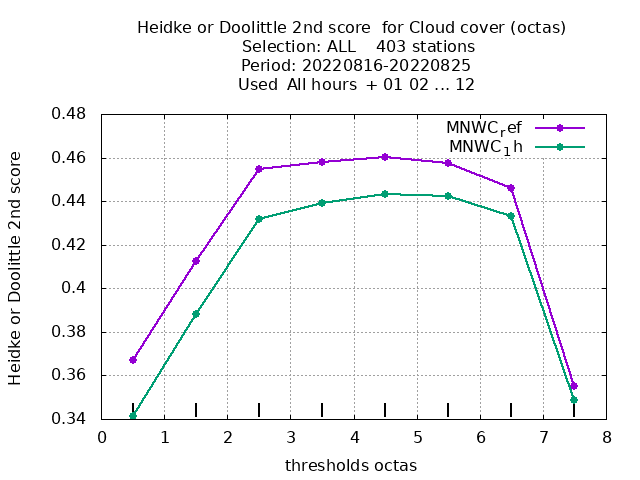 Heidke or Doolittle 2nd score  for Cloud cover (octas)
Selection: ALL    403 stations
Period: 20220816-20220825
Used  All hours  + 01 02 ... 12
MNWC_ref
MNWC_1h
Heidke or Doolittle 2nd score
0.48
0.46
0.44
0.42
0.4
0.38
0.36
0.34
0 1 2 3 4 5 6 7 8
thresholds octas